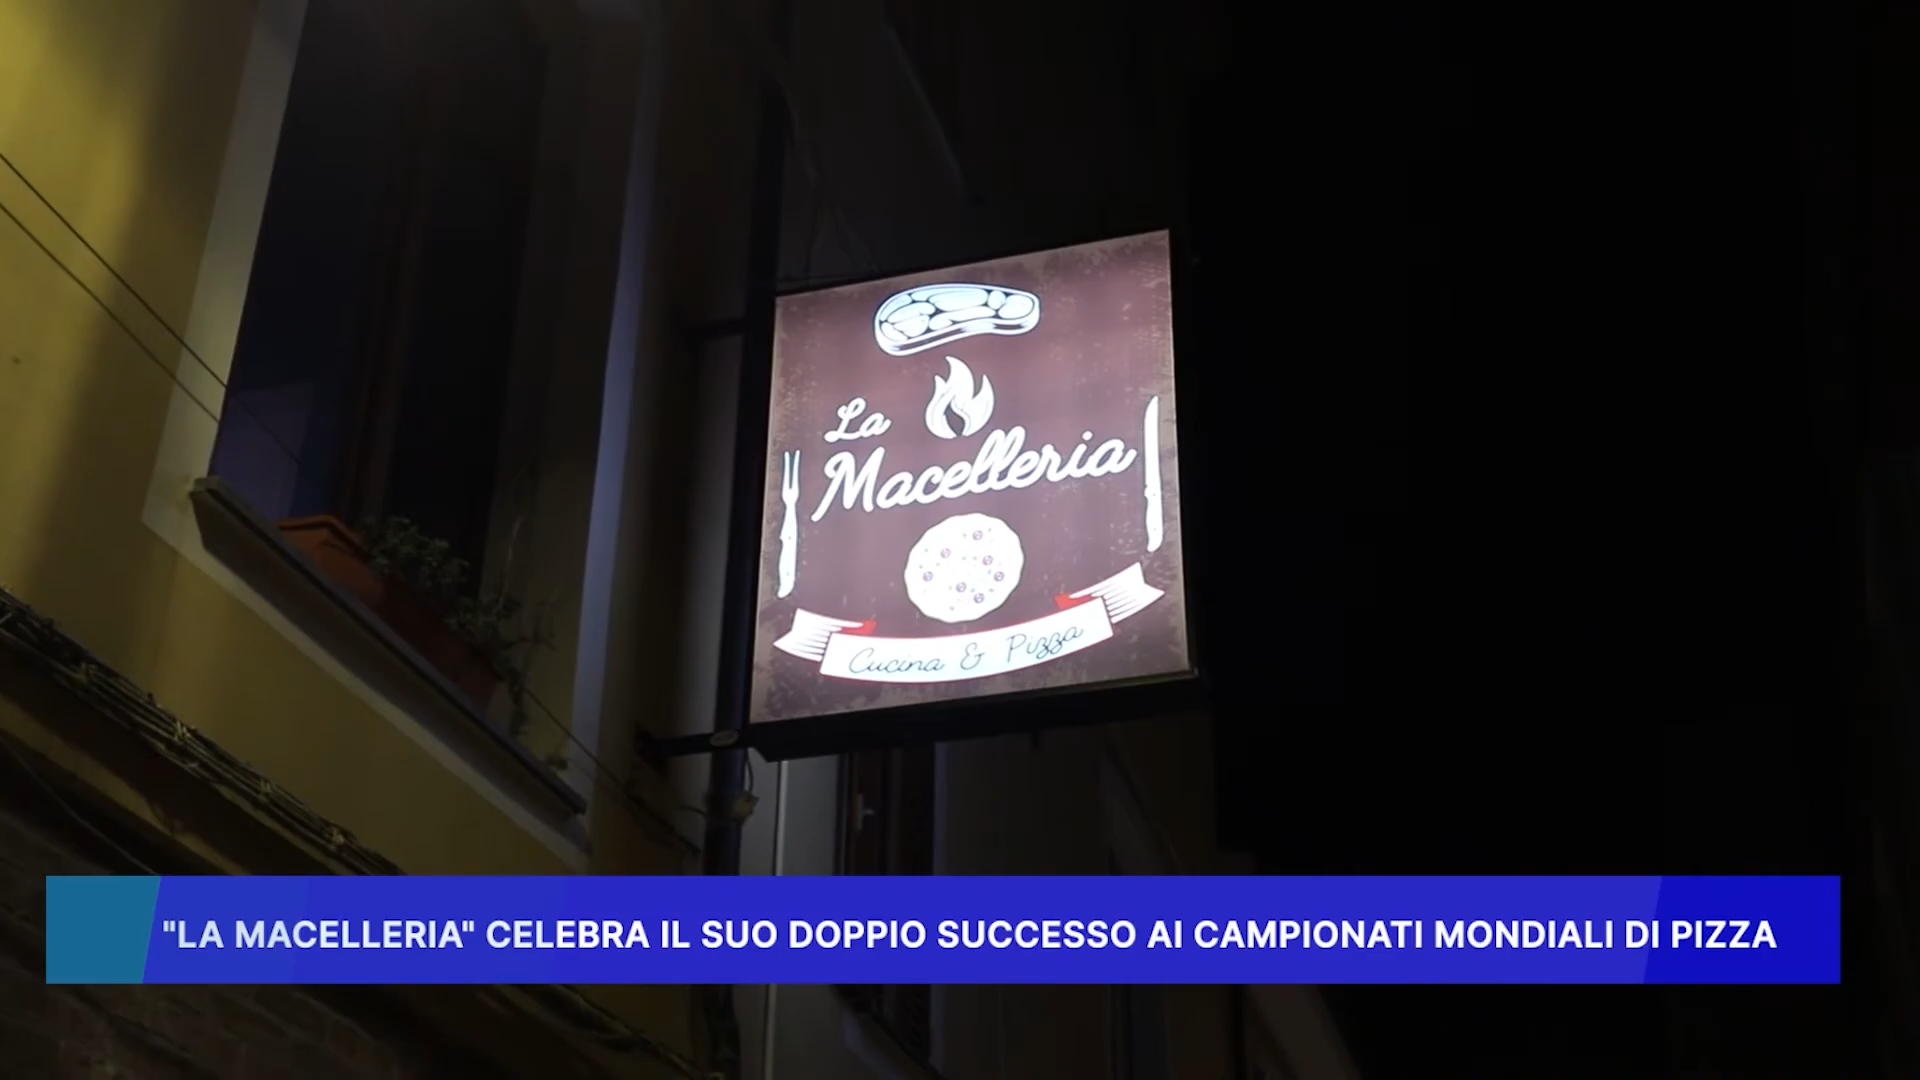 La
Macelleria
Cucina & Pizza
"LA MACELLERIA" CELEBRA IL SUO DOPPIO SUCCESSO AI CAMPIONATI MONDIALI DI PIZZA